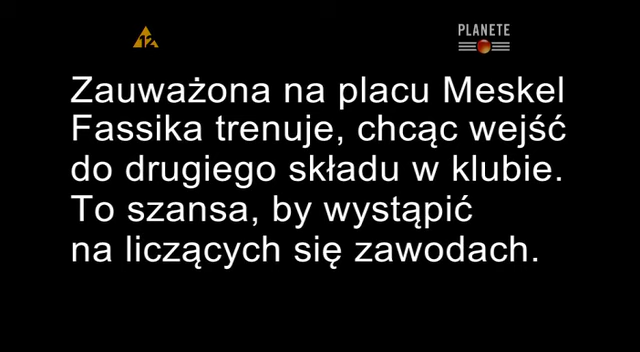 12
PLANETE
Zauważona na placu Meskel
Fassika trenuje, chcąc wejść
do drugiego składu w klubie.
To szansa, by wystąpić
na liczących się zawodach.